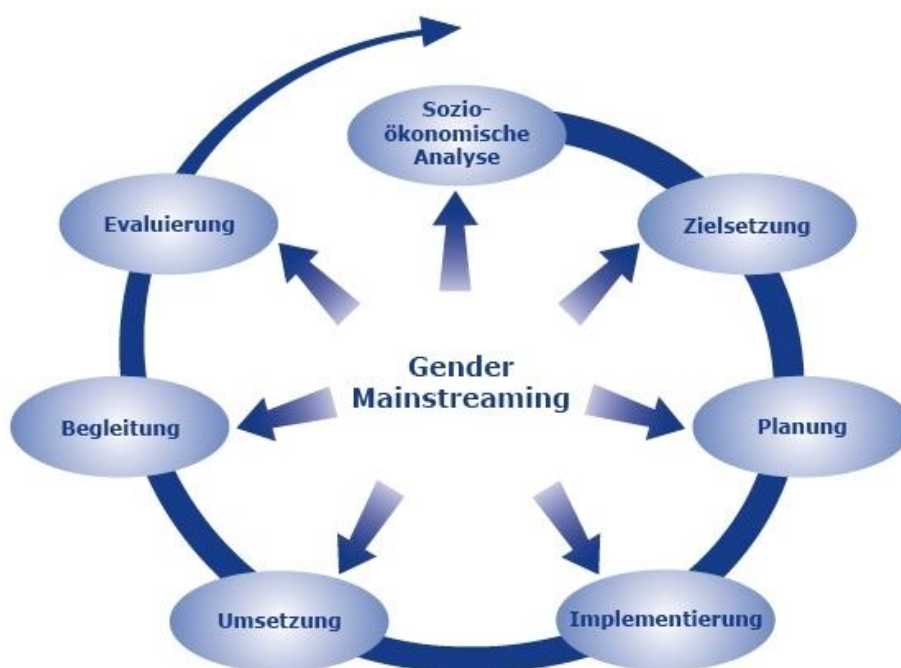 Sozio-
ökonomische
Analyse
Zielsetzung
Planung
Implementierung
Umsetzung
Begleitung
Evaluierung
Gender
Mainstreaming